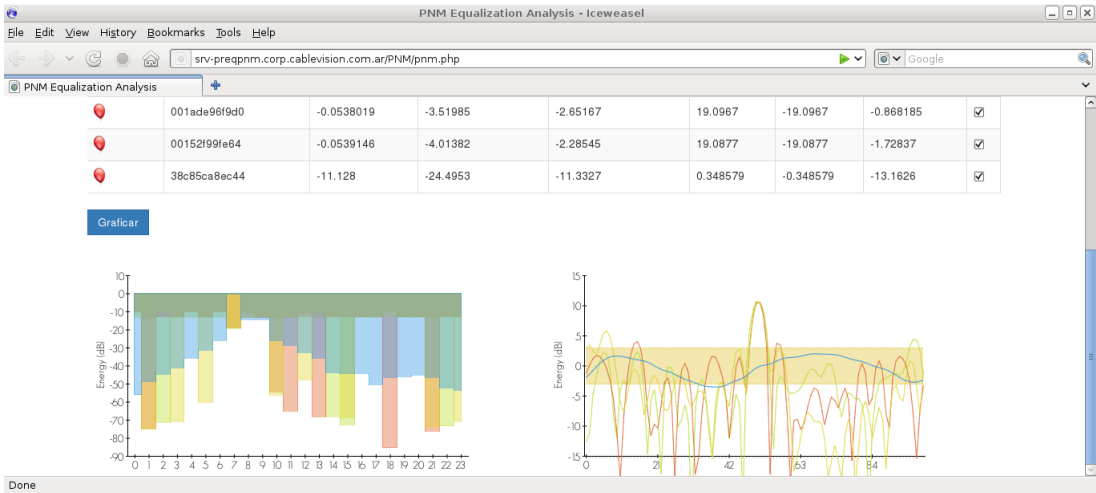 PNM Equalization Analysis - Iceweasel
File Edit View History Bookmarks Tools Help
srv-preqpnm.corp.cablevision.com.ar/PNM/pnm.php Google
PNM Equalization Analysis
001ade96f9d0 -0.0538019 -3.51985 -2.65167 19.0967 -19.0967 -0.868185
00152f99fe64 -0.0539146 -4.01382 -2.28545 19.0877 -19.0877 -1.72837
38c85ca8ec44 -11.128 -24.4953 -11.3327 0.348579 -0.348579 -13.1626
Graficar
Energy (dB)
10
0
-10
-20
-30
-40
-50
-60
-70
-80
-90
0 1 2 3 4 5 6 7 8 9 10 11 12 13 14 15 16 17 18 19 20 21 22 23
Energy (dB)
15
10
5
0
-5
-10
-15
0 21 42 63 84
Done